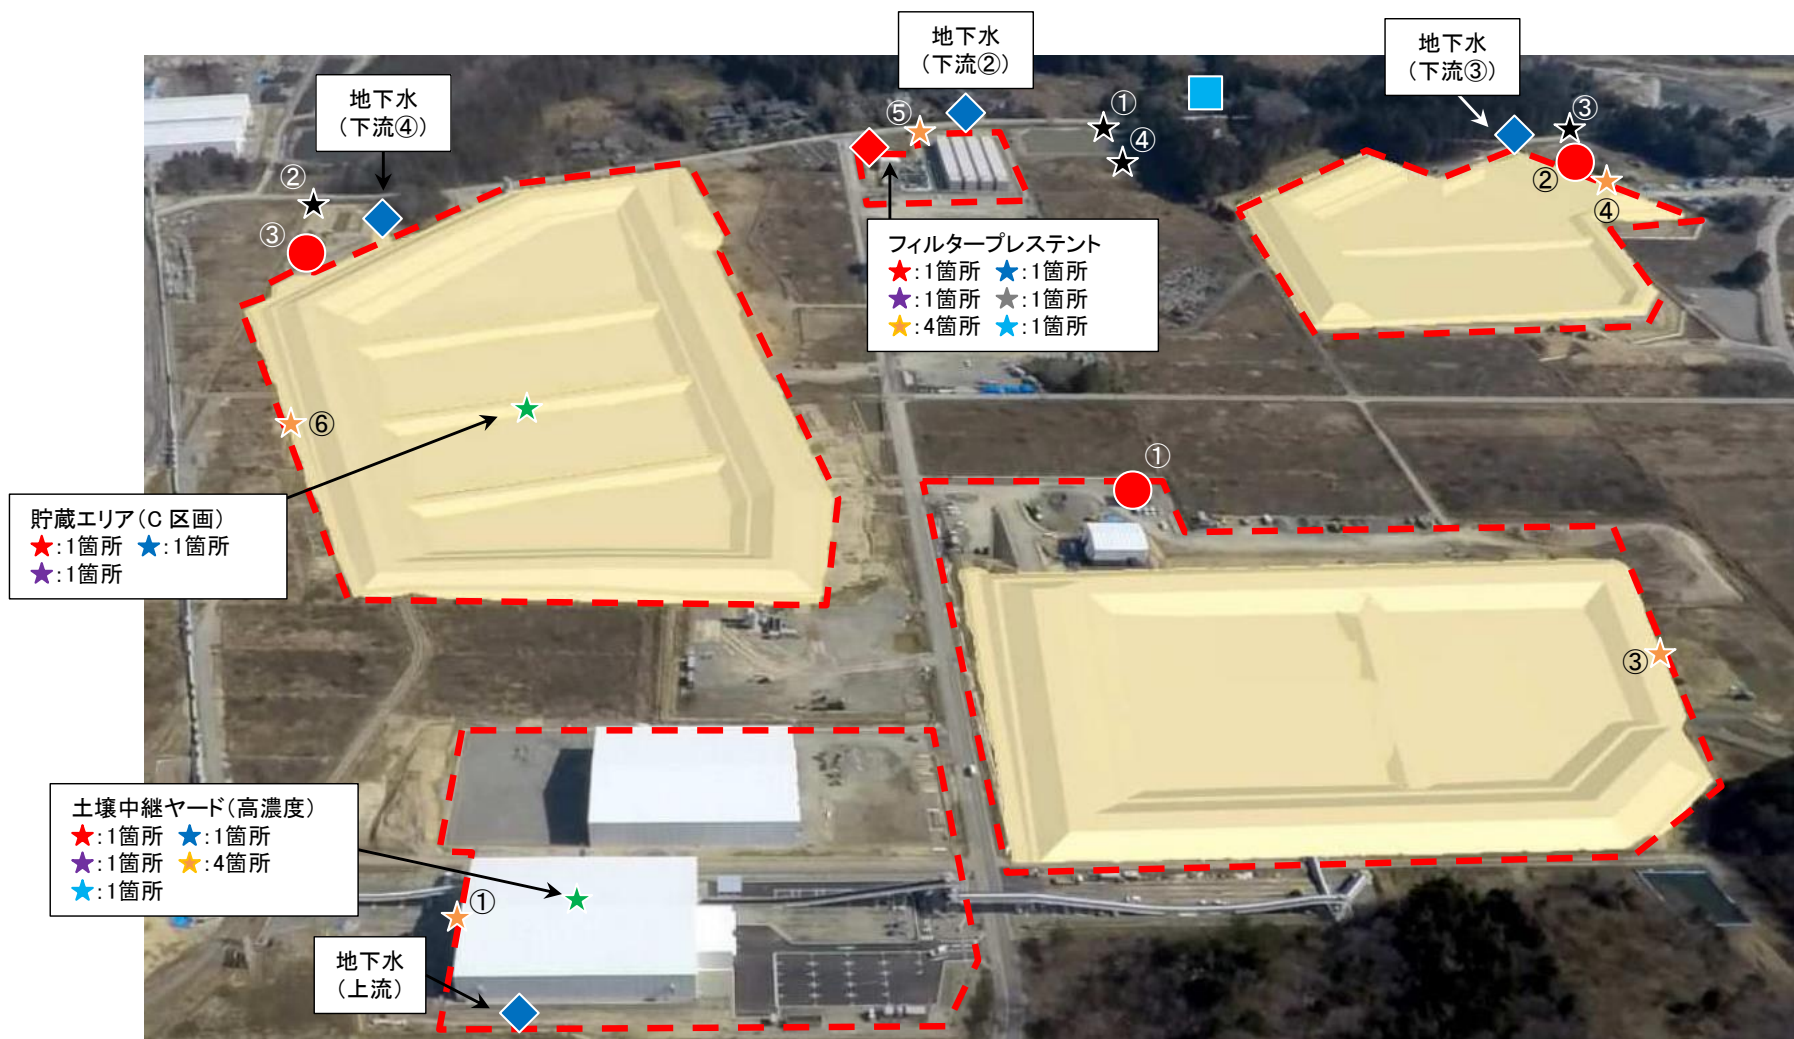 地下水
(下流②)
地下水
(下流③)
地下水
(下流④)
①
④
③
⑤
②
②
④
③
フィルタープレステント
★:1箇所 ★:1箇所
★:1箇所 ★:1箇所
★:4箇所 ★:1箇所
⑥
①
貯蔵エリア(C 区画)
★:1箇所 ★:1箇所
★:1箇所
③
土壌中継ヤード(高濃度)
★:1箇所 ★:1箇所
★:1箇所 ★:4箇所
★:1箇所
①
地下水
(上流)